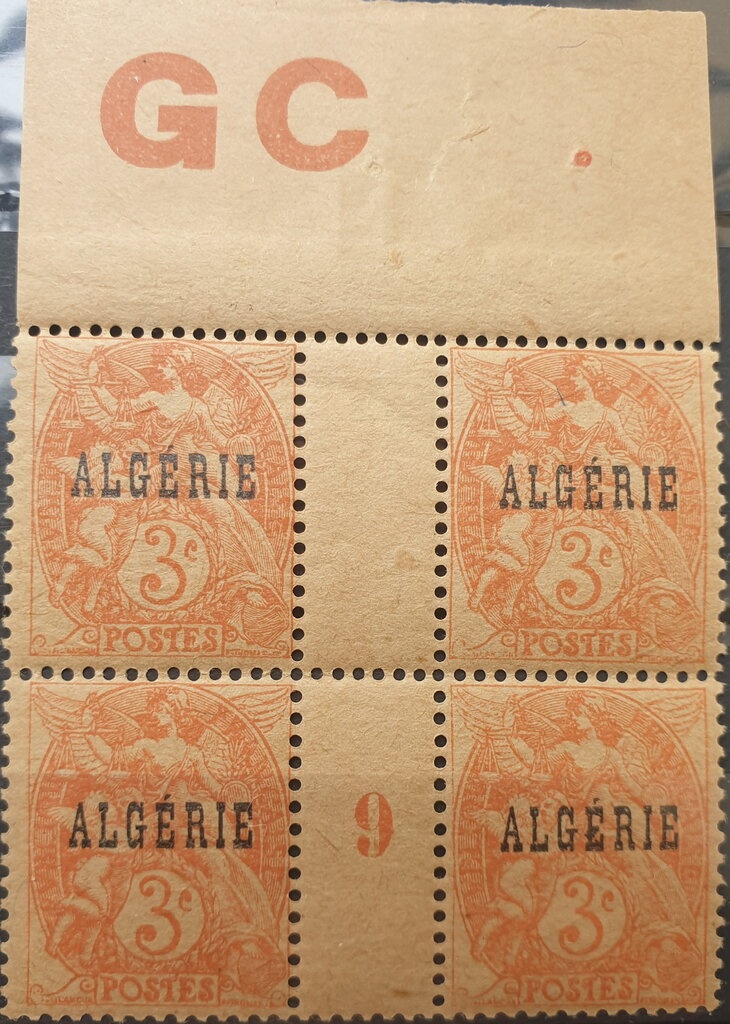 GC
ALGÉRIE ALGÉRIE
3c 3c
POSTES POSTES
ALGÉRIE 9 ALGÉRIE
3c 3c
POSTES POSTES